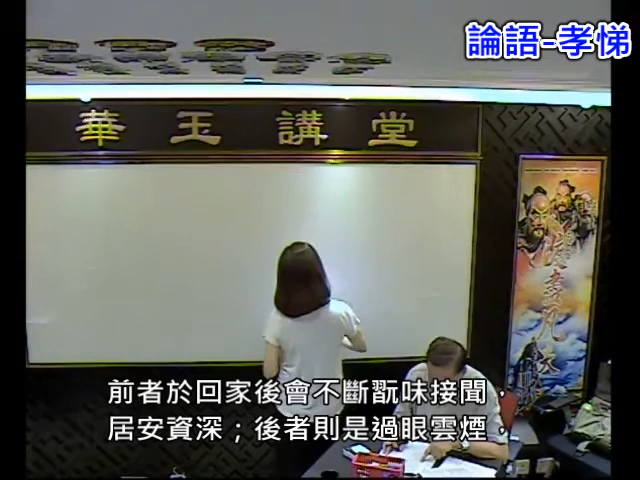 論語-孝悌
華玉講堂
前者於回家後會不斷翫味接聞，
居安資深；後者則是過眼雲煙，